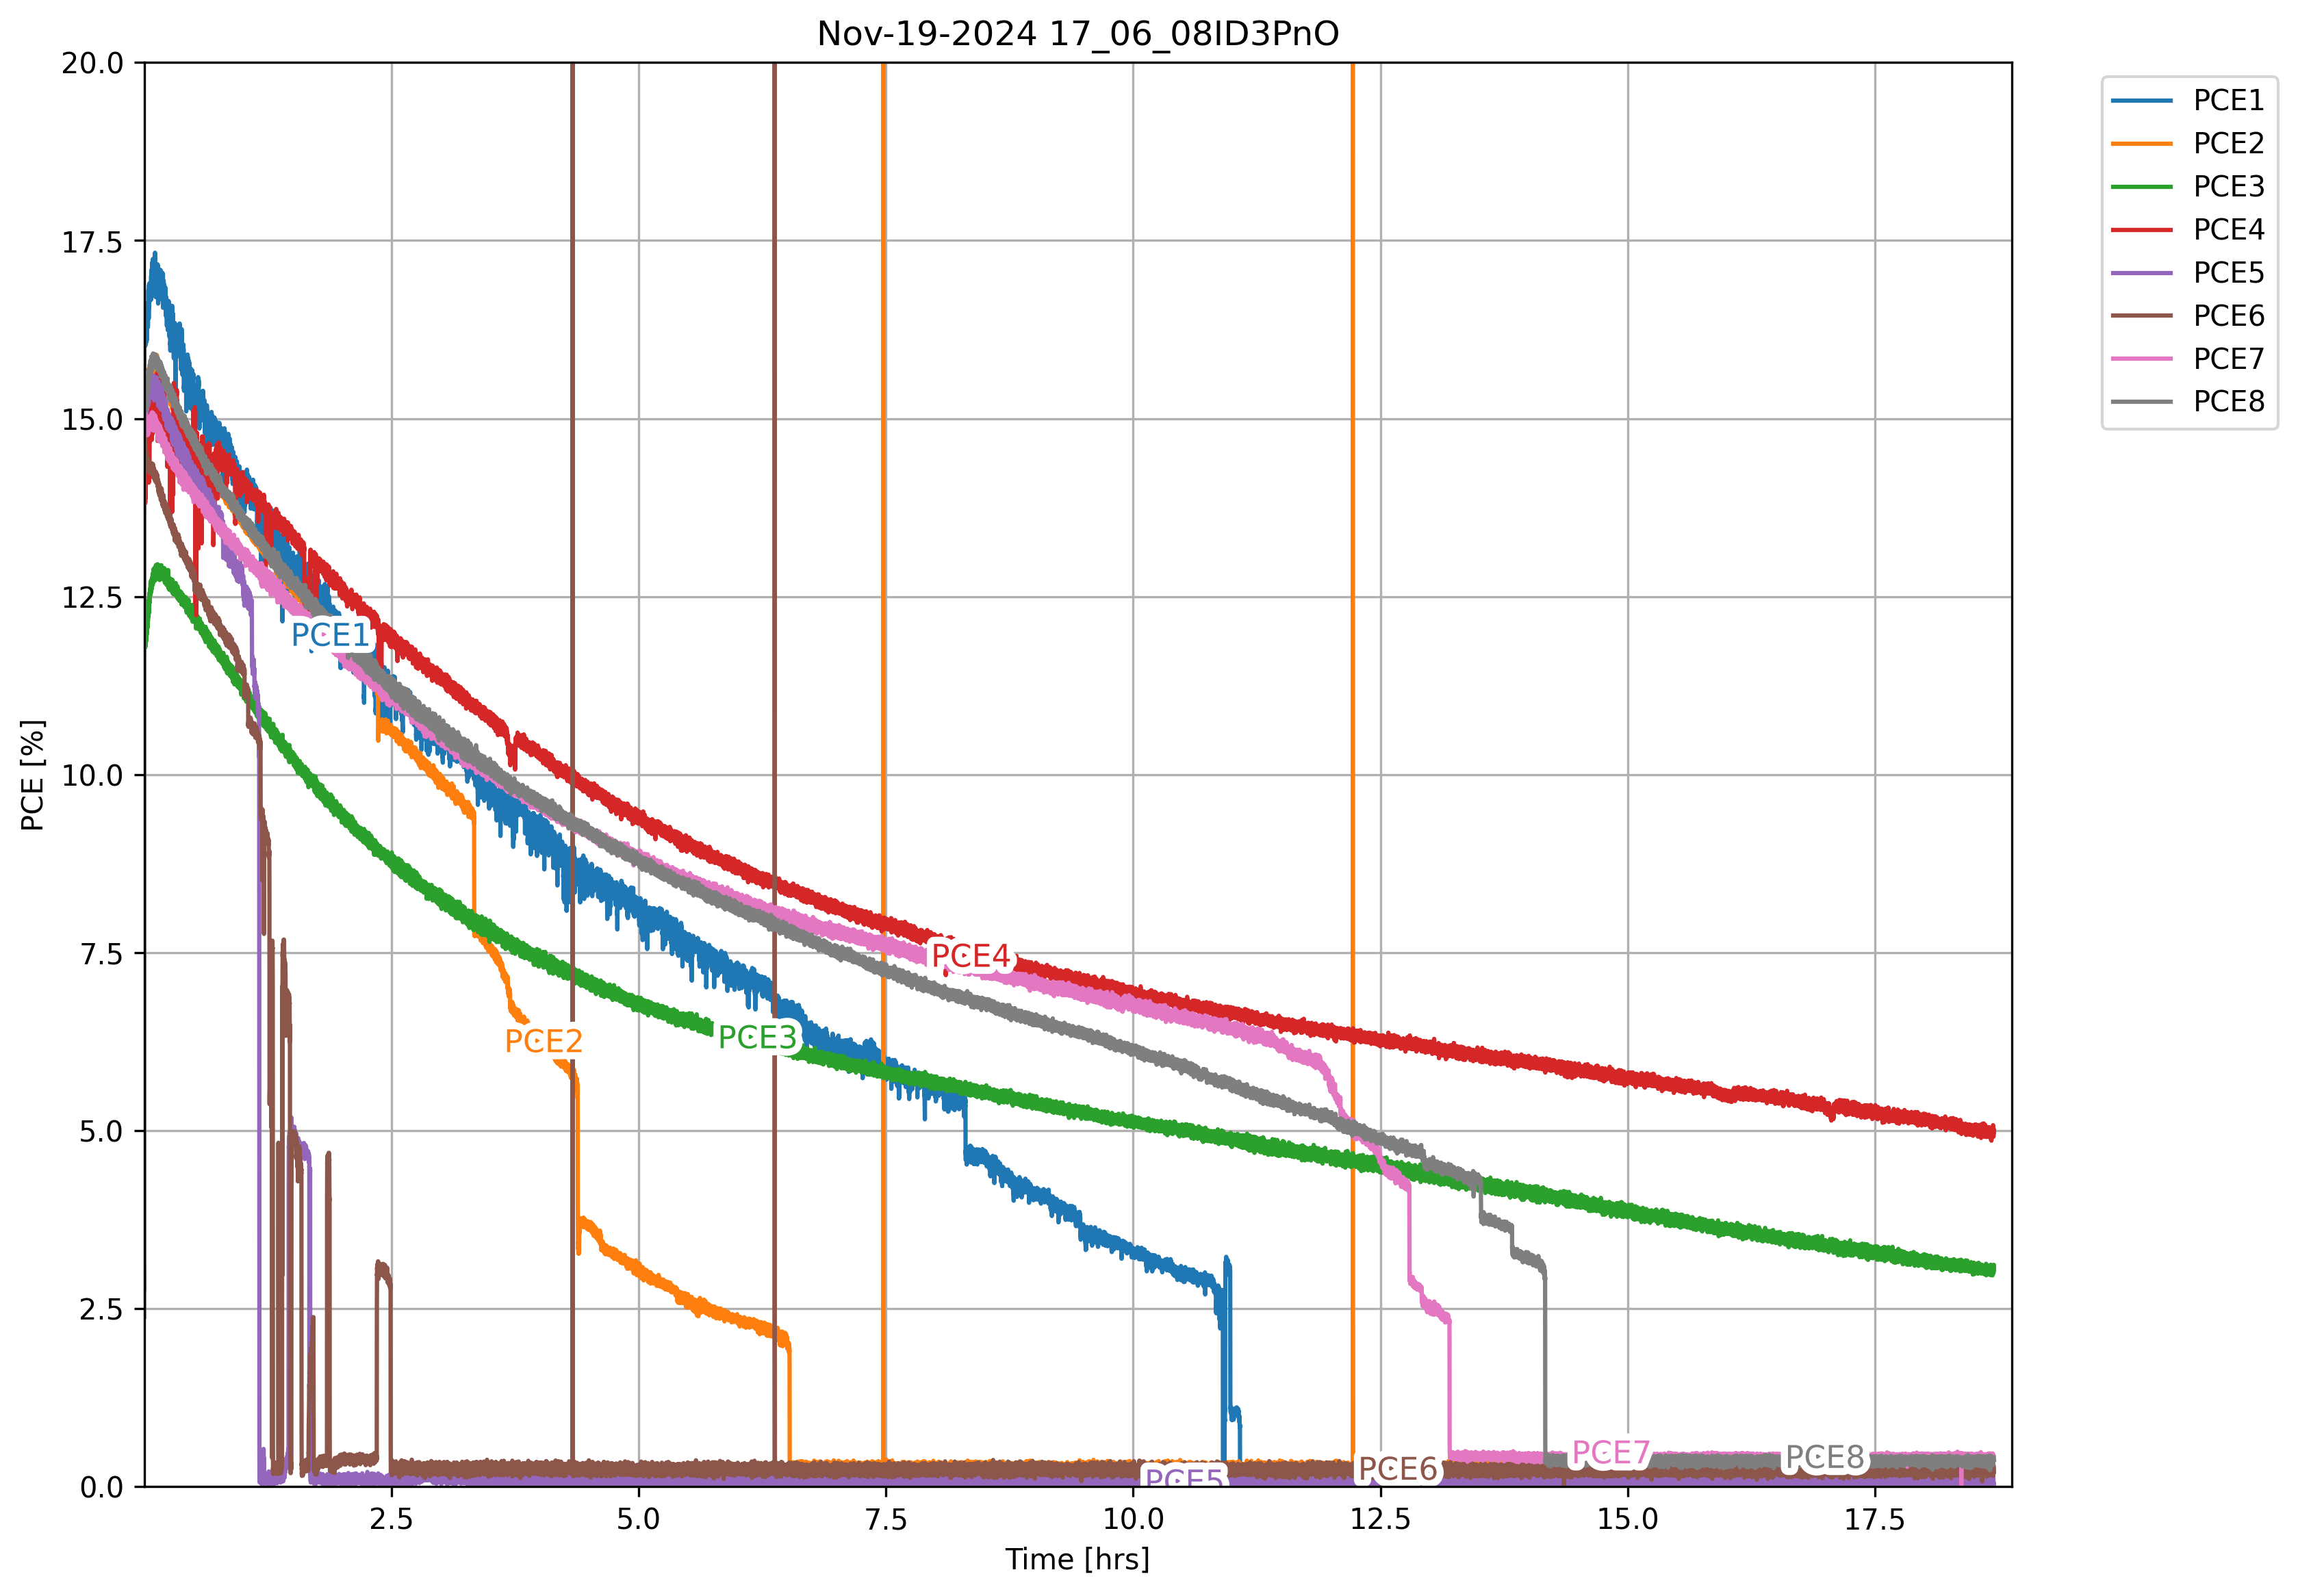 Nov-19-2024 17_06_08ID3PnO
20.0
17.5
15.0
12.5
10.0
7.5
5.0
2.5
0.0
PCE [%]
2.5 5.0 7.5 10.0 12.5 15.0 17.5
Time [hrs]
PCE1
PCE2
PCE3
PCE4
PCE5
PCE6
PCE7
PCE8
PCE1
PCE4
PCE3
PCE2
PCE7
PCE8
PCE6
PCE5